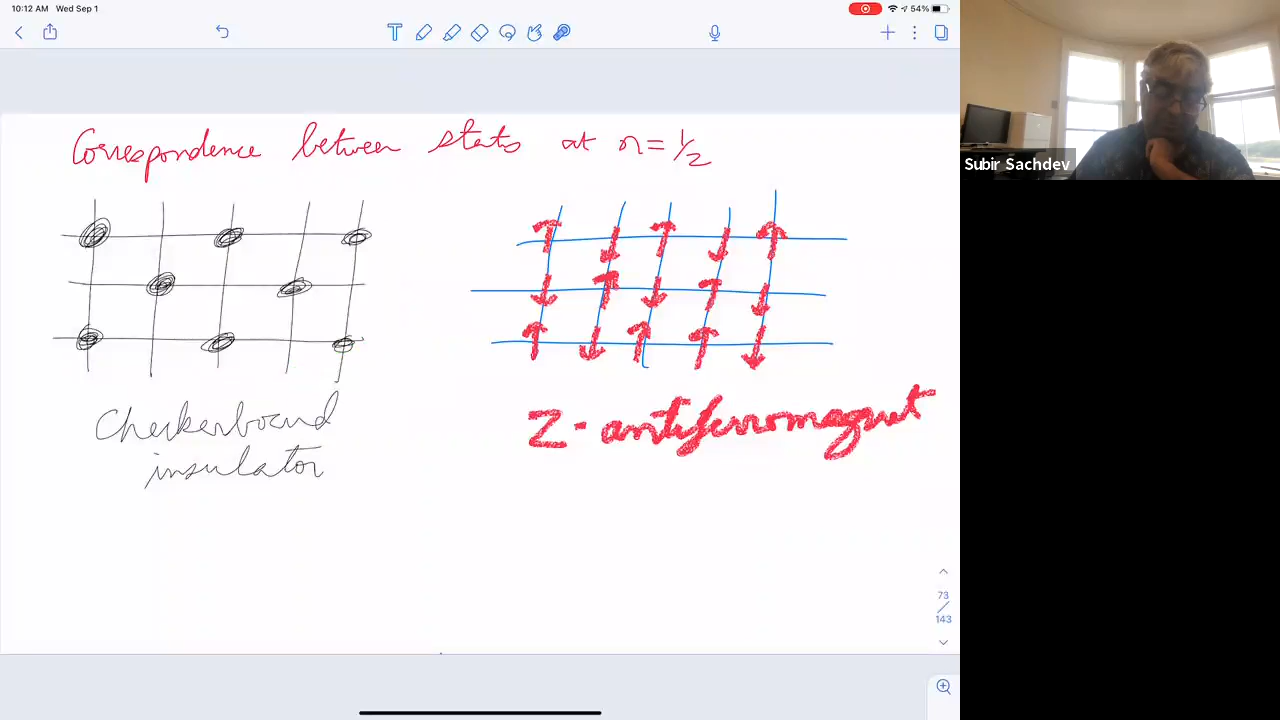 10:12 AM Wed Sep 1
54%
Correspondence between states at n = 1/2
Subir Sachdev
Checkerboard
insulator
Z-antiferromagnet
73
143